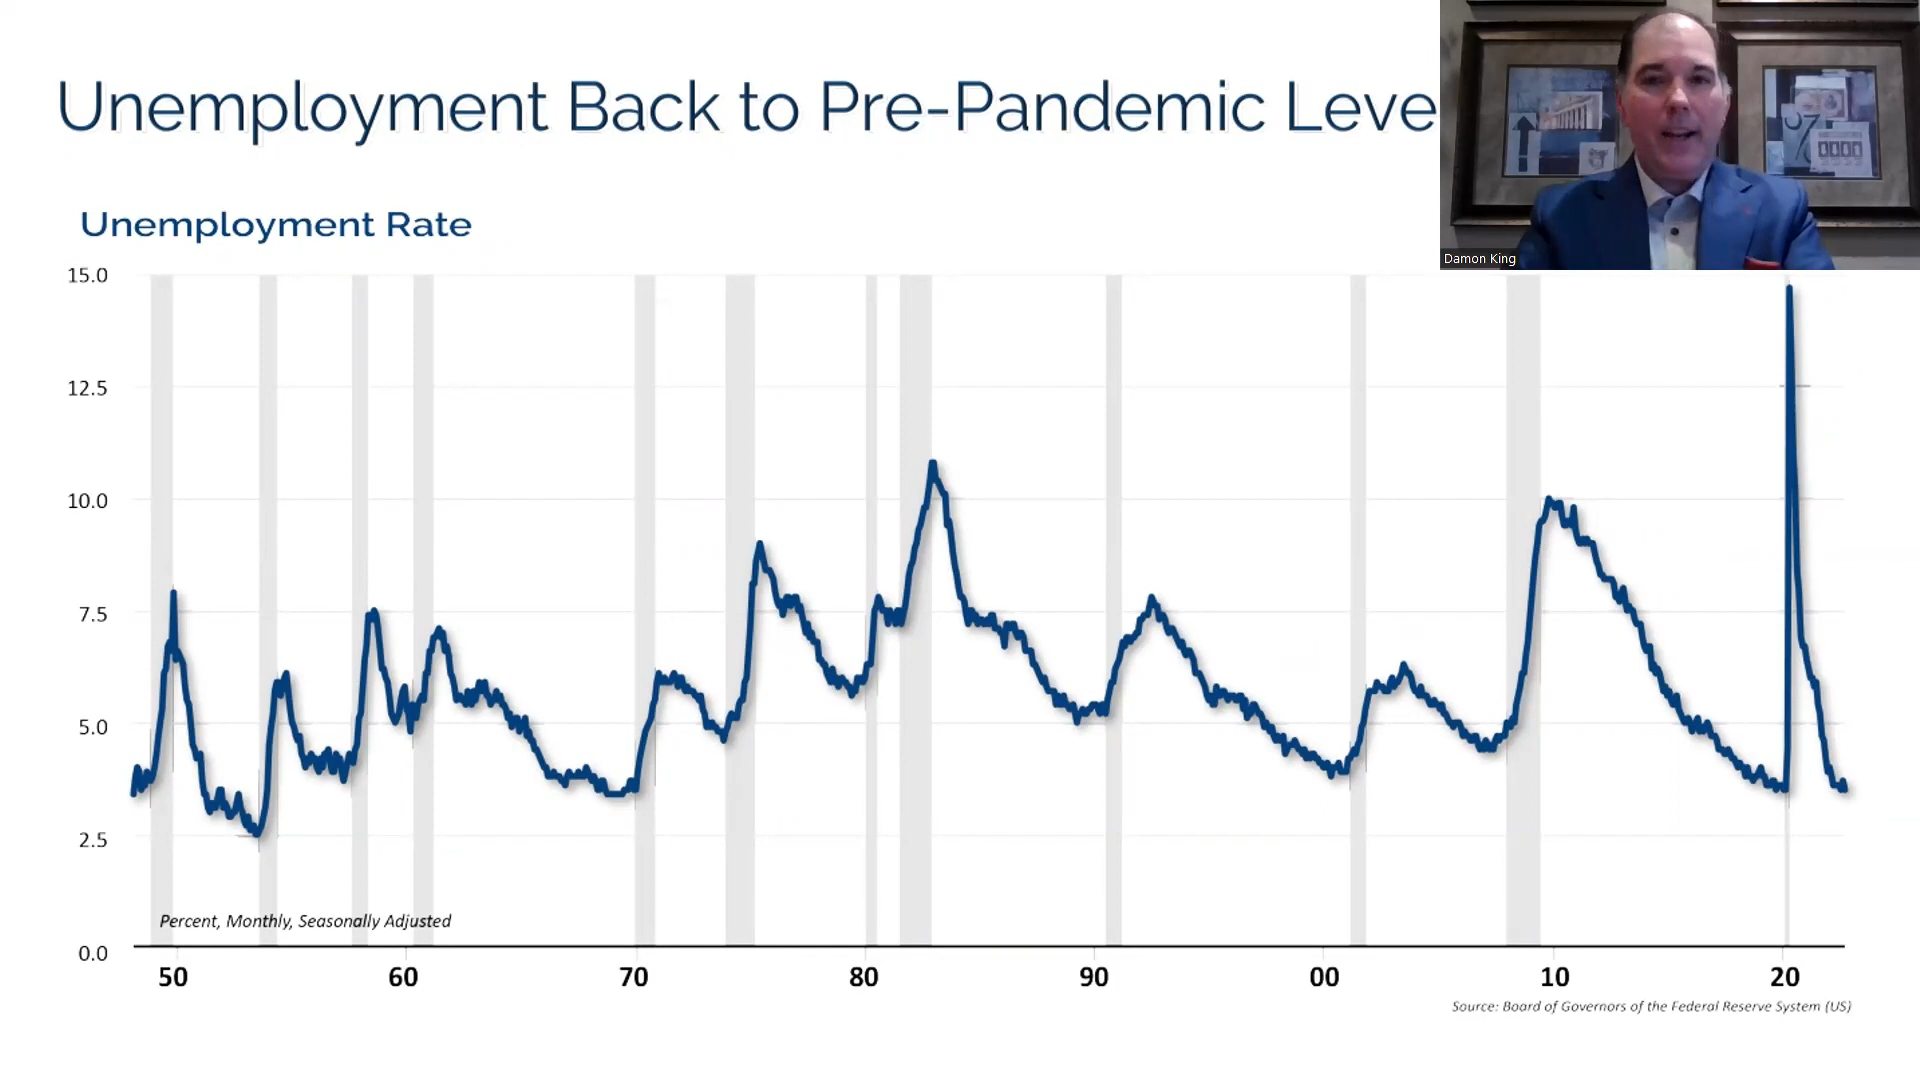 Unemployment Back to Pre-Pandemic Leve
Damon King
Unemployment Rate
15.0
12.5
10.0
7.5
5.0
2.5
0.0
Percent, Monthly, Seasonally Adjusted
50 60 70 80 90 00 10 20
Source: Board of Governors of the Federal Reserve System (US)